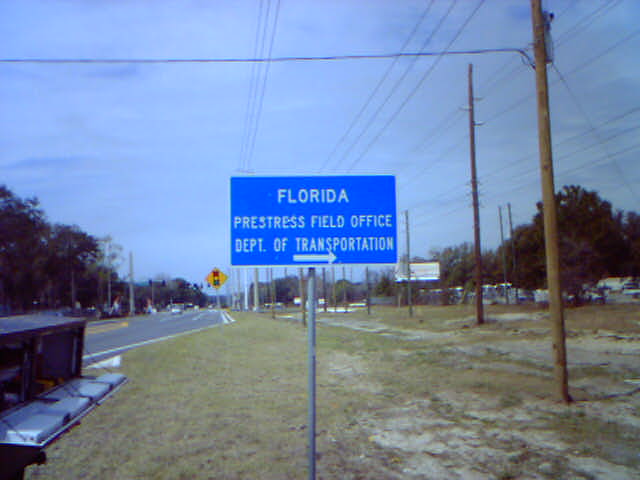 FLORIDA
PRESTRESS FIELD OFFICE
DEPT. OF TRANSPORTATION